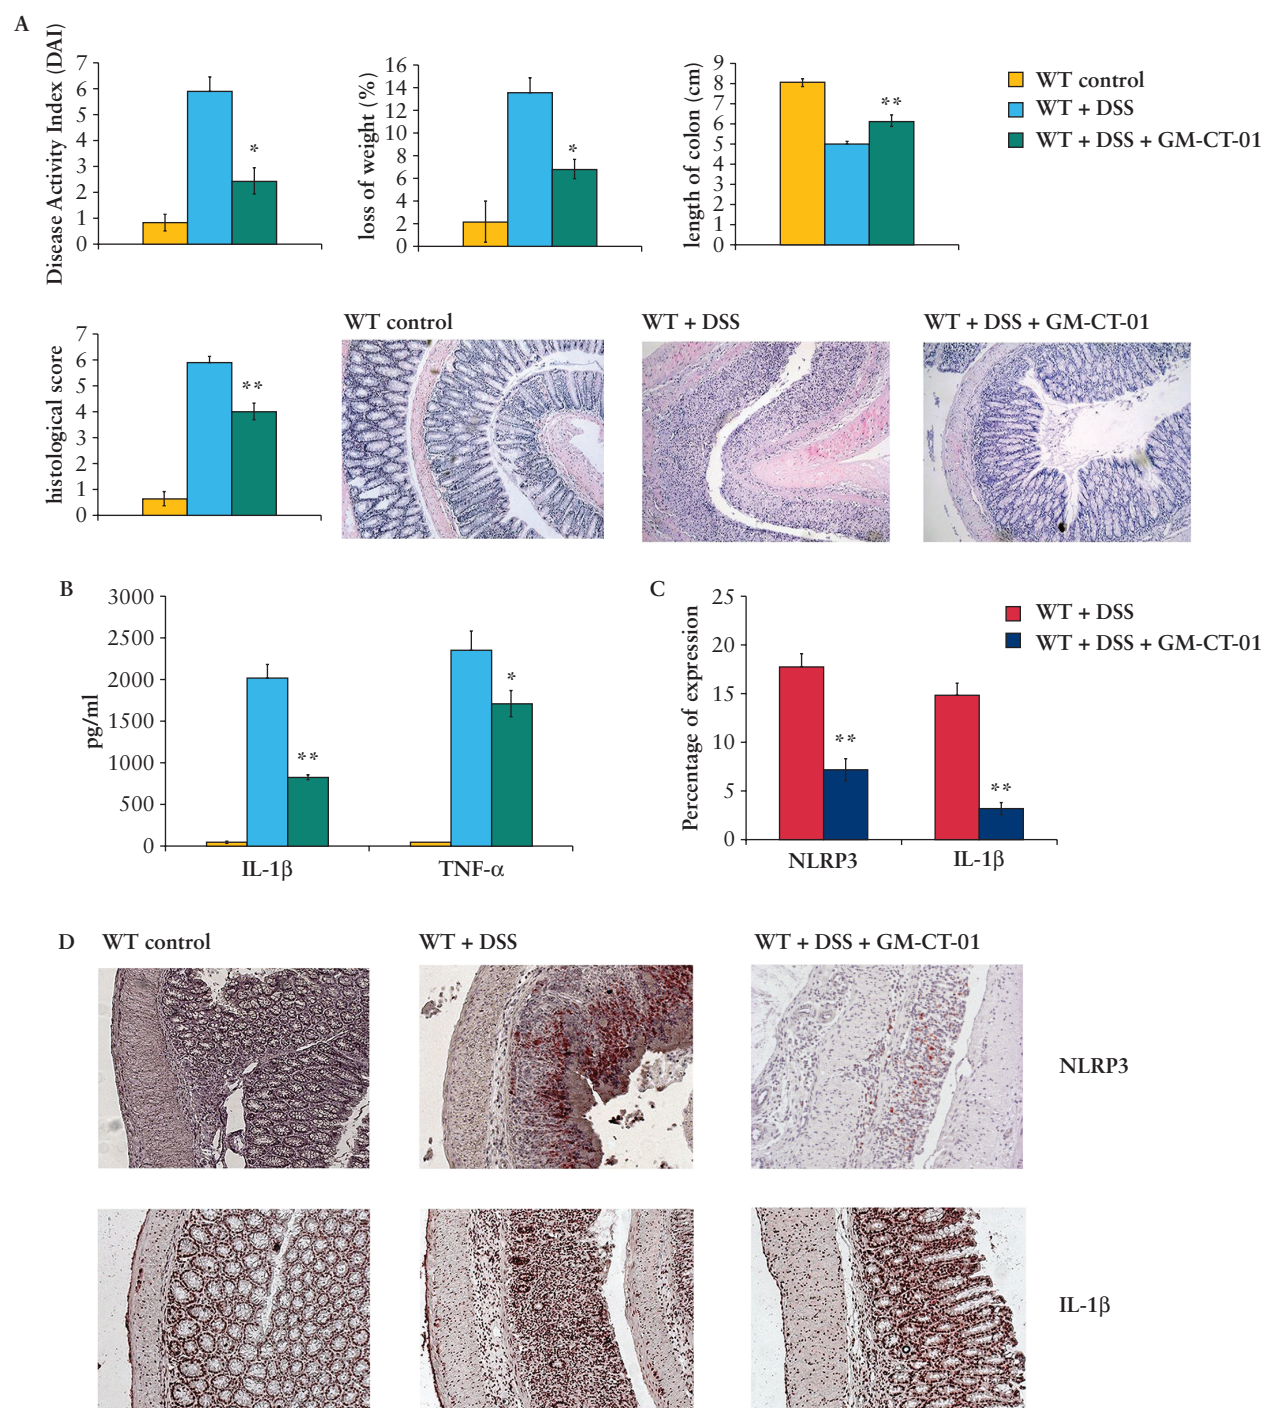 A
Disease Activity Index (DAI)
7
6
5
4
3
2
1
0
*
loss of weight (%)
16
14
12
10
8
6
4
2
0
*
length of colon (cm)
9
8
7
6
5
4
3
2
1
0
**
WT control
WT + DSS
WT + DSS + GM-CT-01
histological score
7
6
5
4
3
2
1
0
**
WT control
WT + DSS
WT + DSS + GM-CT-01
B
pg/ml
3000
2500
2000
1500
1000
500
0
**
*
IL-1β
TNF-α
C
Percentage of expression
25
20
15
10
5
0
**
**
NLRP3
IL-1β
WT + DSS
WT + DSS + GM-CT-01
D
WT control
WT + DSS
WT + DSS + GM-CT-01
NLRP3
IL-1β